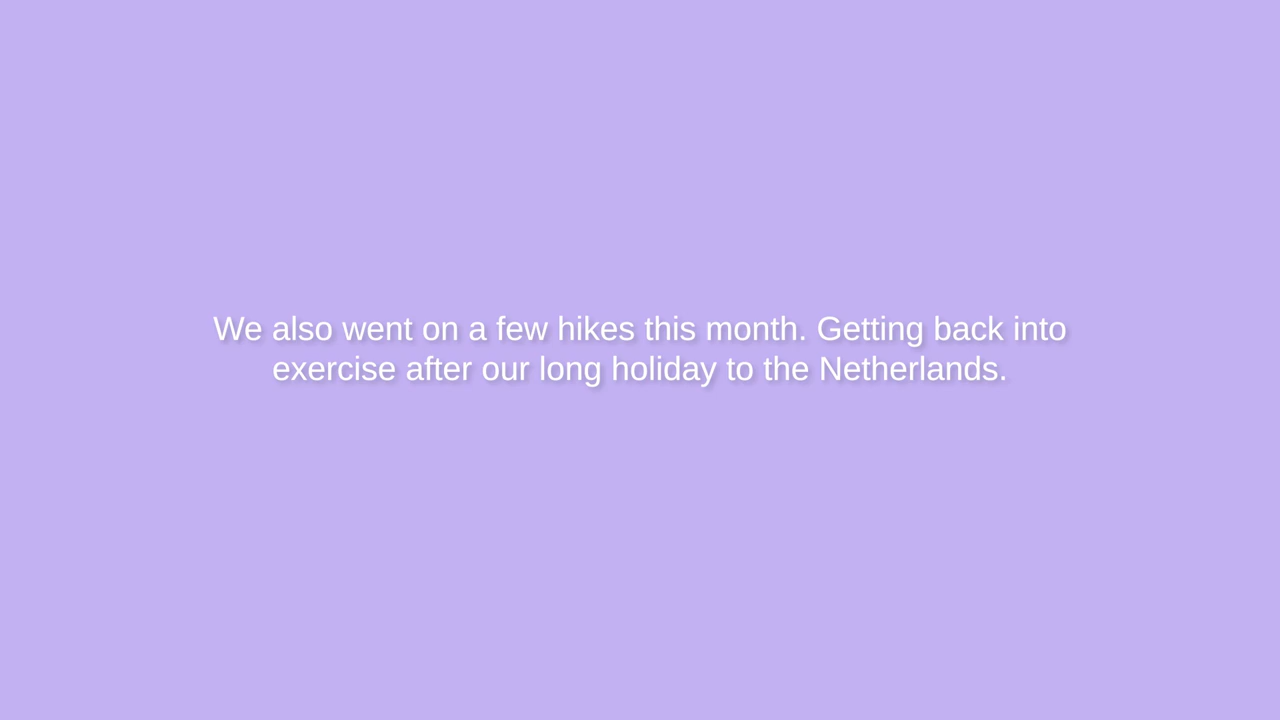 We also went on a few hikes this month. Getting back into
exercise after our long holiday to the Netherlands.